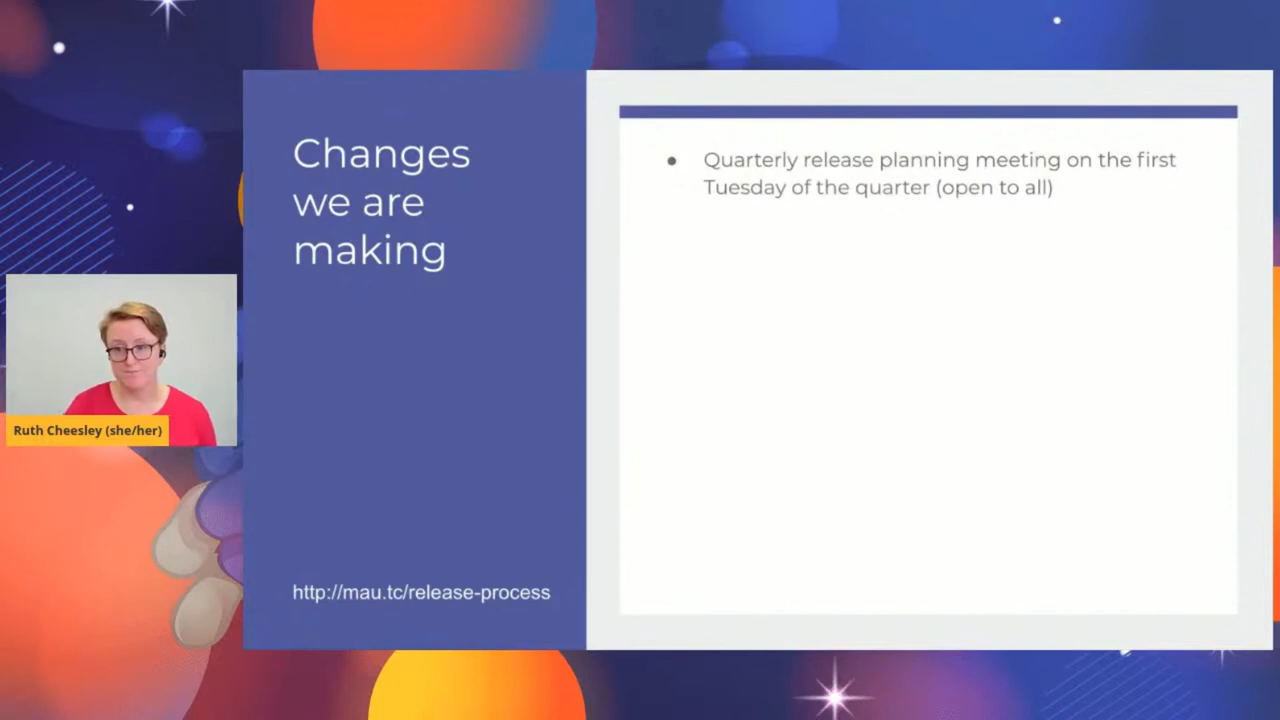 Changes
we are
making
http://mau.tc/release-process
● Quarterly release planning meeting on the first
Tuesday of the quarter (open to all)
Ruth Cheesley (she/her)